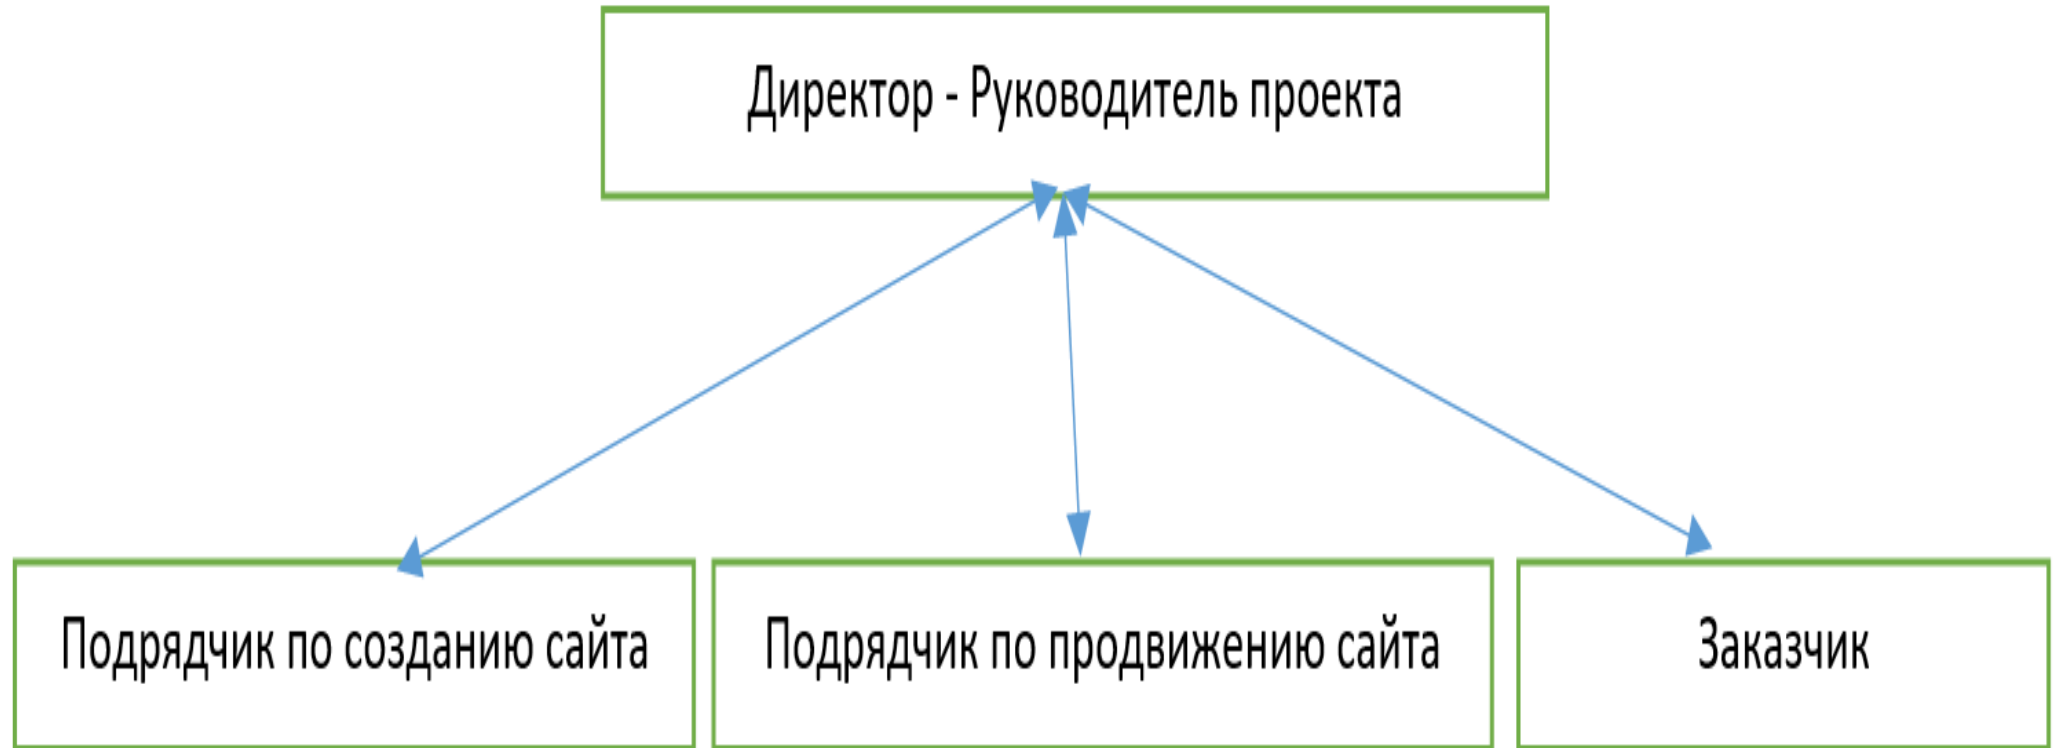 Директор - Руководитель проекта
Подрядчик по созданию сайта
Подрядчик по продвижению сайта
Заказчик